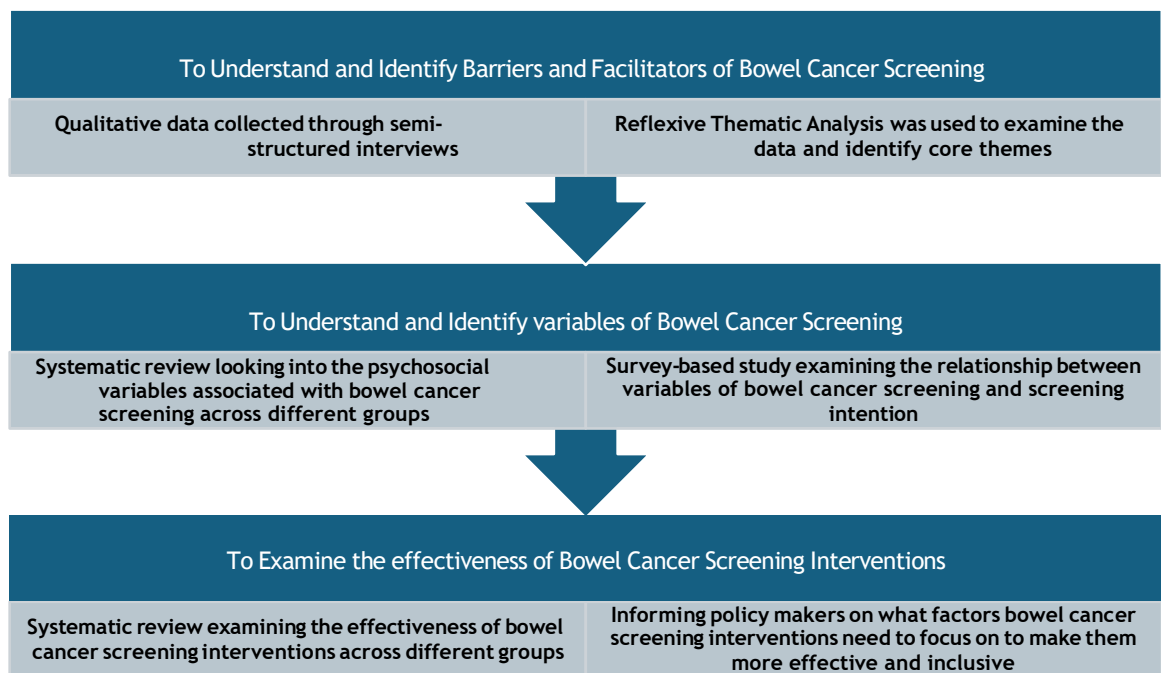 To Understand and Identify Barriers and Facilitators of Bowel Cancer Screening
Qualitative data collected through semi-
structured interviews
Reflexive Thematic Analysis was used to examine the
data and identify core themes
To Understand and Identify variables of Bowel Cancer Screening
Systematic review looking into the psychosocial
variables associated with bowel cancer
screening across different groups
Survey-based study examining the relationship between
variables of bowel cancer screening and screening
intention
To Examine the effectiveness of Bowel Cancer Screening Interventions
Systematic review examining the effectiveness of bowel
cancer screening interventions across different groups
Informing policy makers on what factors bowel cancer
screening interventions need to focus on to make them
more effective and inclusive